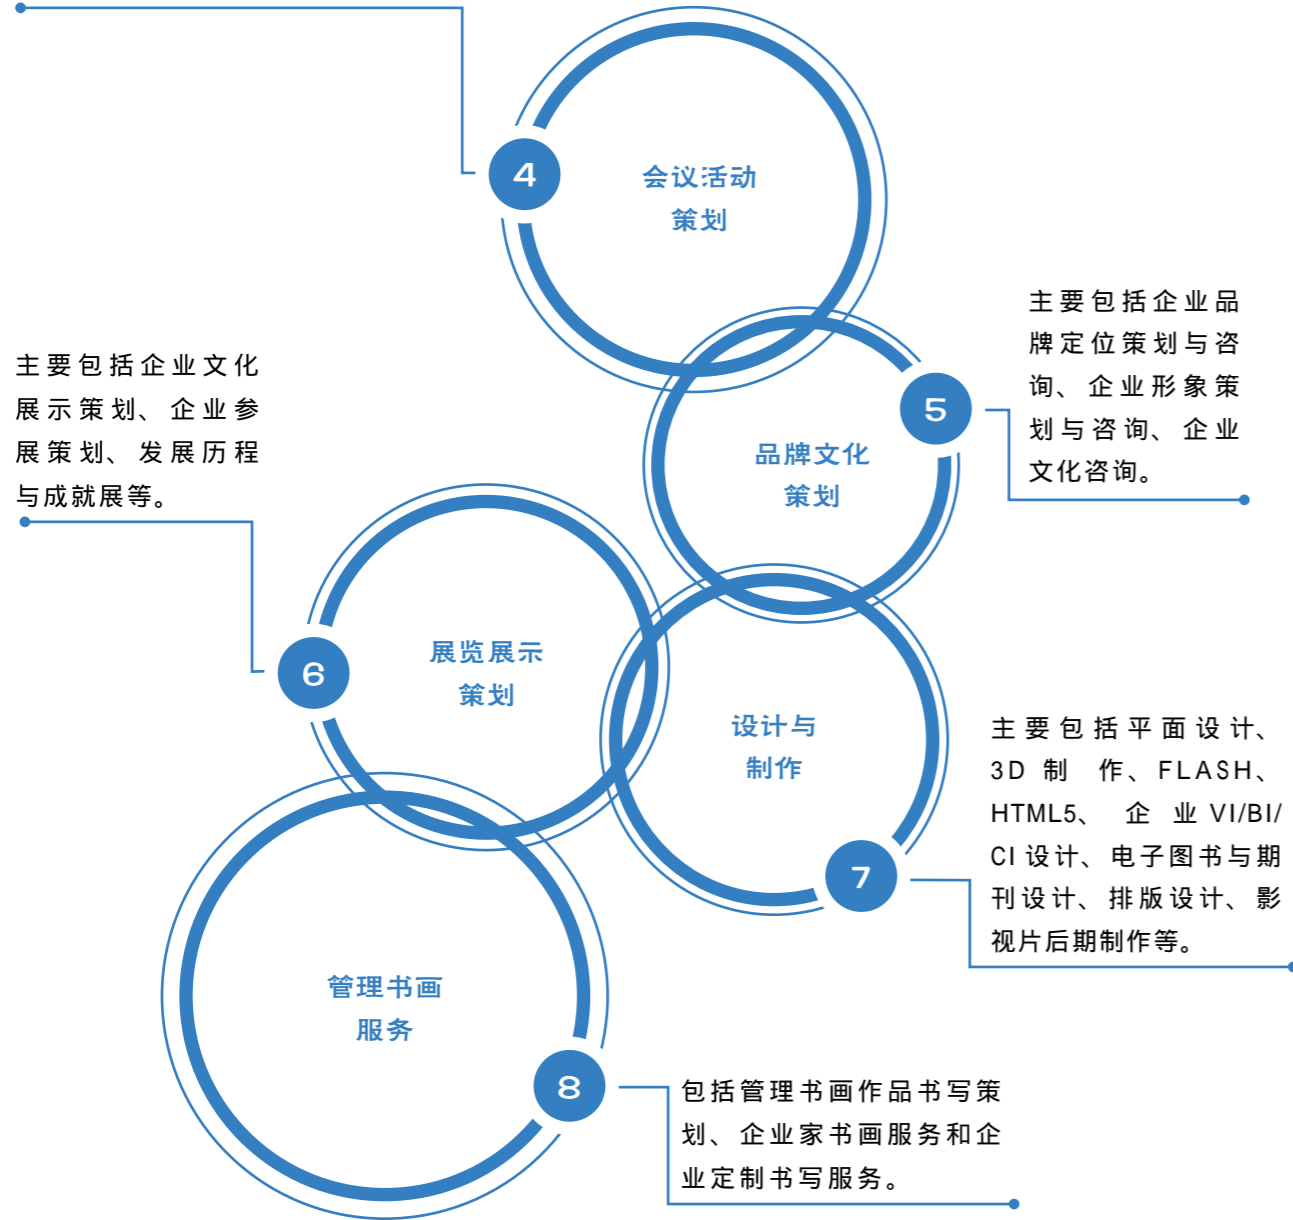 4
会议活动
策划
主要包括企业品
牌定位策划与咨
询、企业形象策
划与咨询、企业
文化咨询。
5
品牌文化
策划
主要包括企业文化
展示策划、企业参
展策划、发展历程
与成就展等。
6
展览展示
策划
设计与
制作
7
主要包括平面设计、
3D 制 作、FLASH、
HTML5、 企 业 VI/BI/
CI 设计、电子图书与期
刊设计、排版设计、影
视片后期制作等。
管理书画
服务
8
包括管理书画作品书写策
划、企业家书画服务和企
业定制书写服务。